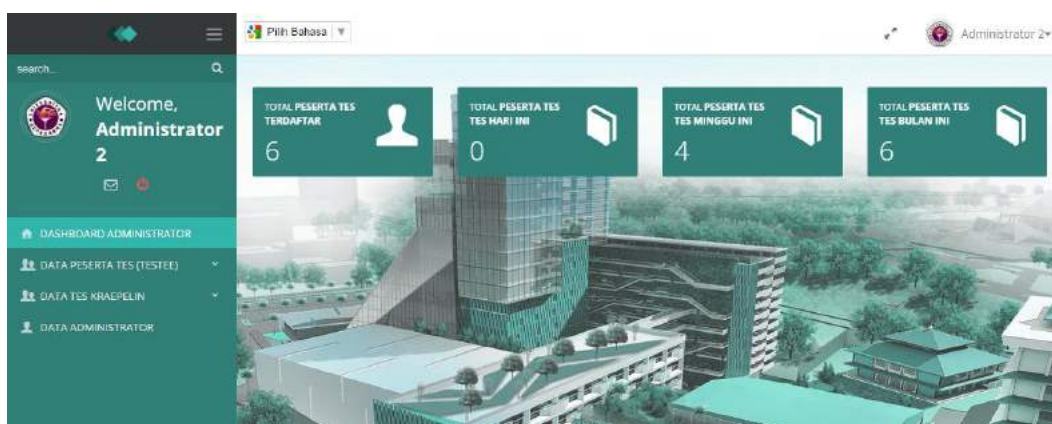 Pilih Bahasa
Administrator 2
search...
Welcome,
Administrator
2
DASHBOARD ADMINISTRATOR
DATA PESERTA TES (TESTEE)
DATA TES KRAEPELIN
DATA ADMINISTRATOR
TOTAL PESERTA TES
TERDAFTAR
6
TOTAL PESERTA TES
TES HARI INI
0
TOTAL PESERTA TES
TES MINGGU INI
4
TOTAL PESERTA TES
TES BULAN INI
6